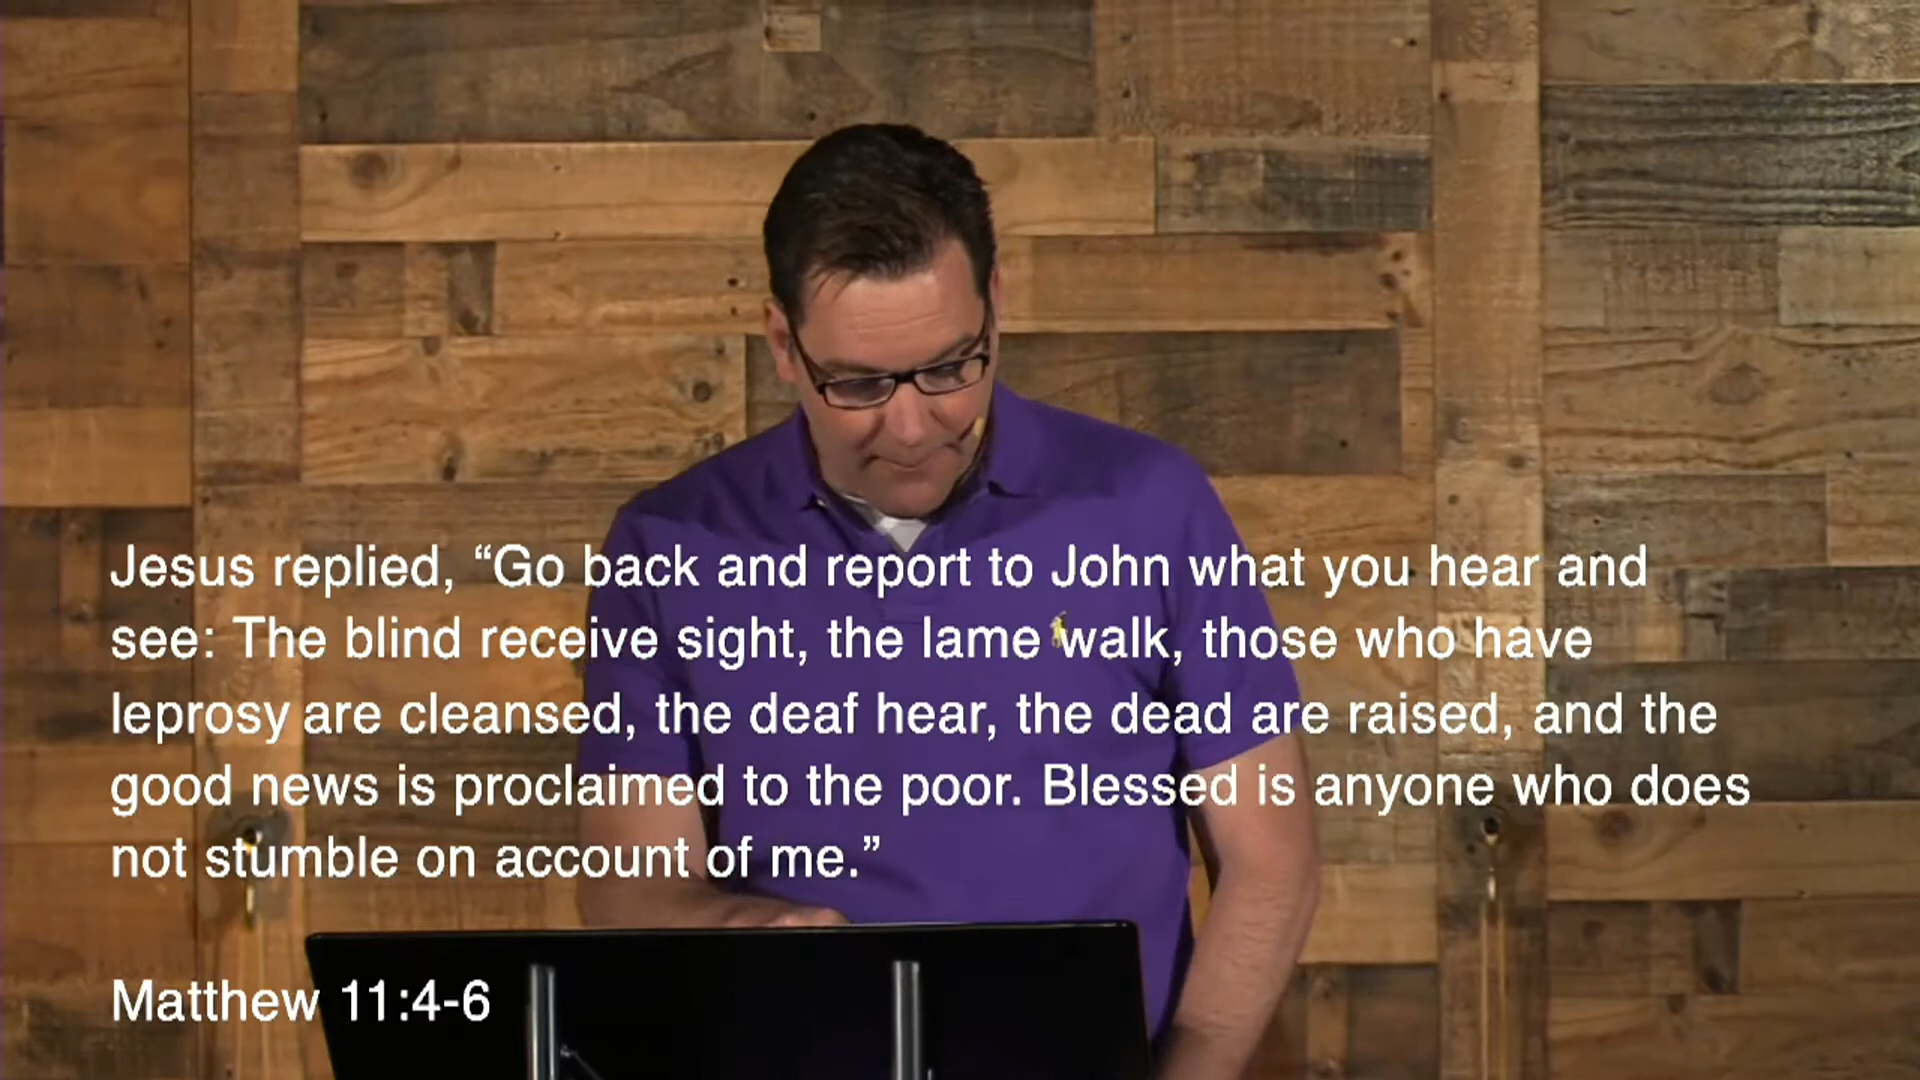 Jesus replied, “Go back and report to John what you hear and
see: The blind receive sight, the lame walk, those who have
leprosy are cleansed, the deaf hear, the dead are raised, and the
good news is proclaimed to the poor. Blessed is anyone who does
not stumble on account of me.”
Matthew 11:4-6